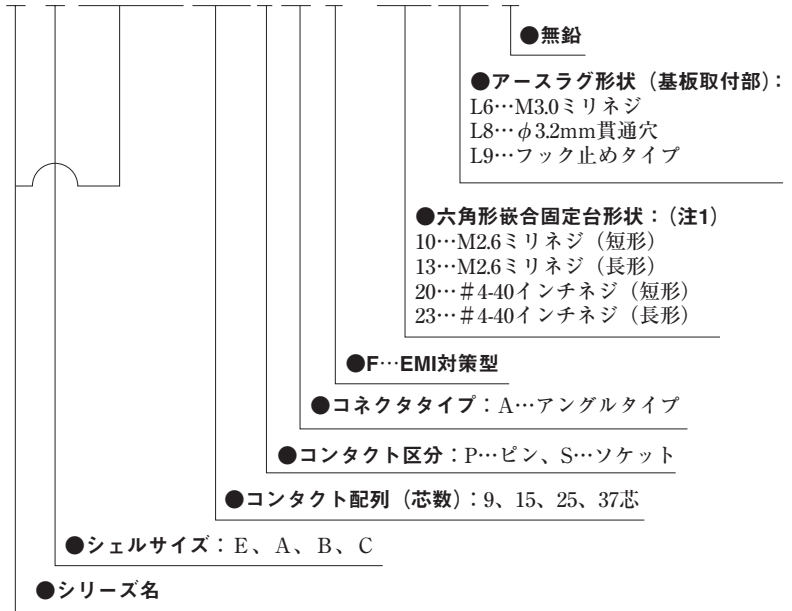 ●無鉛
●アースラグ形状（基板取付部）：
L6…M3.0ミリネジ
L8…φ3.2mm貫通穴
L9…フック止めタイプ
●六角形嵌合固定台形状：（注1）
10…M2.6ミリネジ（短形）
13…M2.6ミリネジ（長形）
20…＃4-40インチネジ（短形）
23…＃4-40インチネジ（長形）
●F…EMI対策型
●コネクタタイプ：A…アングルタイプ
●コンタクト区分：P…ピン、S…ソケット
●コンタクト配列（芯数）：9、15、25、37芯
●シェルサイズ：E、A、B、C
●シリーズ名